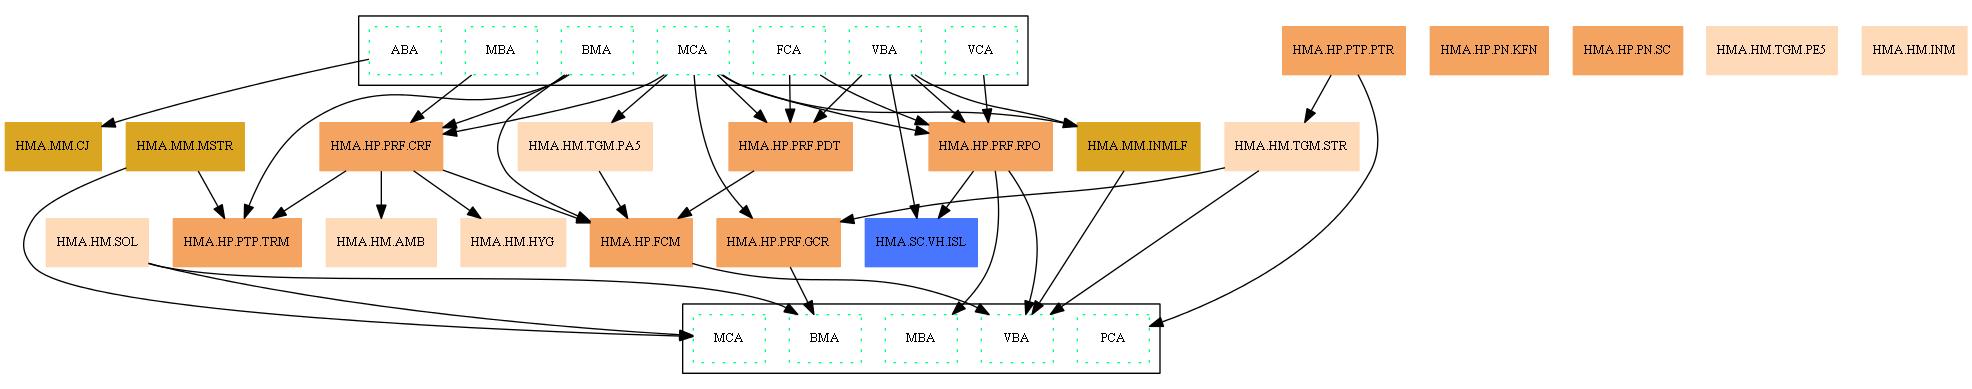 ABA
MBA
BMA
MCA
FCA
VBA
VCA
HMA.HP.PTP.PTR
HMA.HP.PN.KFN
HMA.HP.PN.SC
HMA.HM.TGM.PE5
HMA.HM.INM
HMA.MM.CJ
HMA.MM.MSTR
HMA.HP.PRF.CRF
HMA.HM.TGM.PA5
HMA.HP.PRF.PDT
HMA.HP.PRF.RPO
HMA.MM.INMLF
HMA.HM.TGM.STR
HMA.HM.SOL
HMA.HP.PTP.TRM
HMA.HM.AMB
HMA.HM.HYG
HMA.HP.FCM
HMA.HP.PRF.GCR
HMA.SC.VH.ISL
MCA
BMA
MBA
VBA
PCA